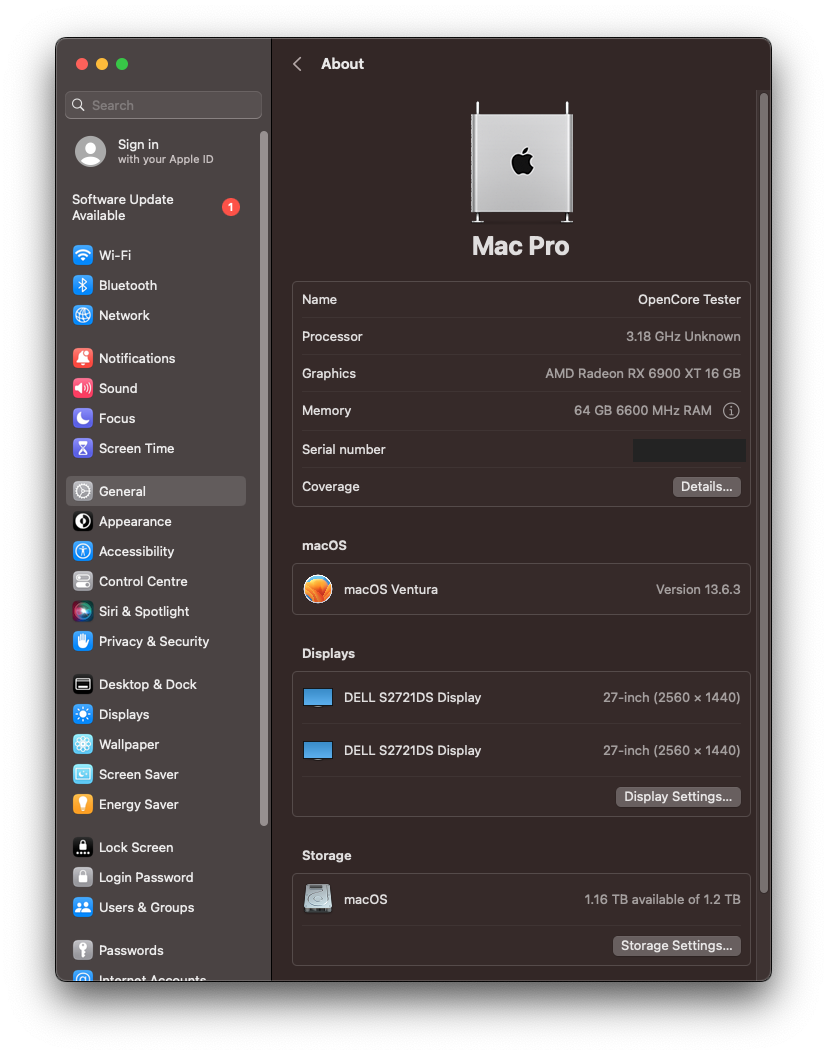 About
Search
Sign in
with your Apple ID
Software Update
Available
1
Wi-Fi
Bluetooth
Network
Notifications
Sound
Focus
Screen Time
General
Appearance
Accessibility
Control Centre
Siri & Spotlight
Privacy & Security
Desktop & Dock
Displays
Wallpaper
Screen Saver
Energy Saver
Lock Screen
Login Password
Users & Groups
Passwords
Internet Accounts
Mac Pro
Name OpenCore Tester
Processor 3.18 GHz Unknown
Graphics AMD Radeon RX 6900 XT 16 GB
Memory 64 GB 6600 MHz RAM
Serial number
Coverage Details...
macOS
macOS Ventura Version 13.6.3
Displays
DELL S2721DS Display 27-inch (2560 × 1440)
DELL S2721DS Display 27-inch (2560 × 1440)
Display Settings...
Storage
macOS 1.16 TB available of 1.2 TB
Storage Settings...